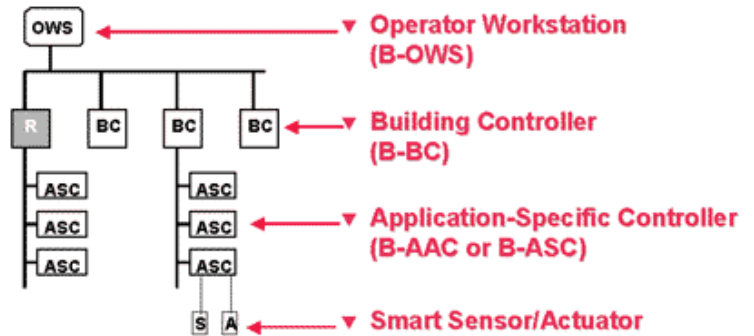 OWS
Operator Workstation
(B-OWS)
R
BC
BC
BC
Building Controller
(B-BC)
ASC
ASC
ASC
ASC
Application-Specific Controller
(B-AAC or B-ASC)
ASC
ASC
S
A
Smart Sensor/Actuator